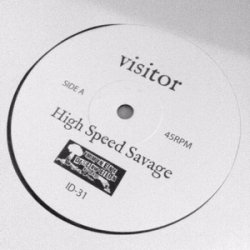 visitor
SIDE A
45RPM
High Speed Savage
ID-31